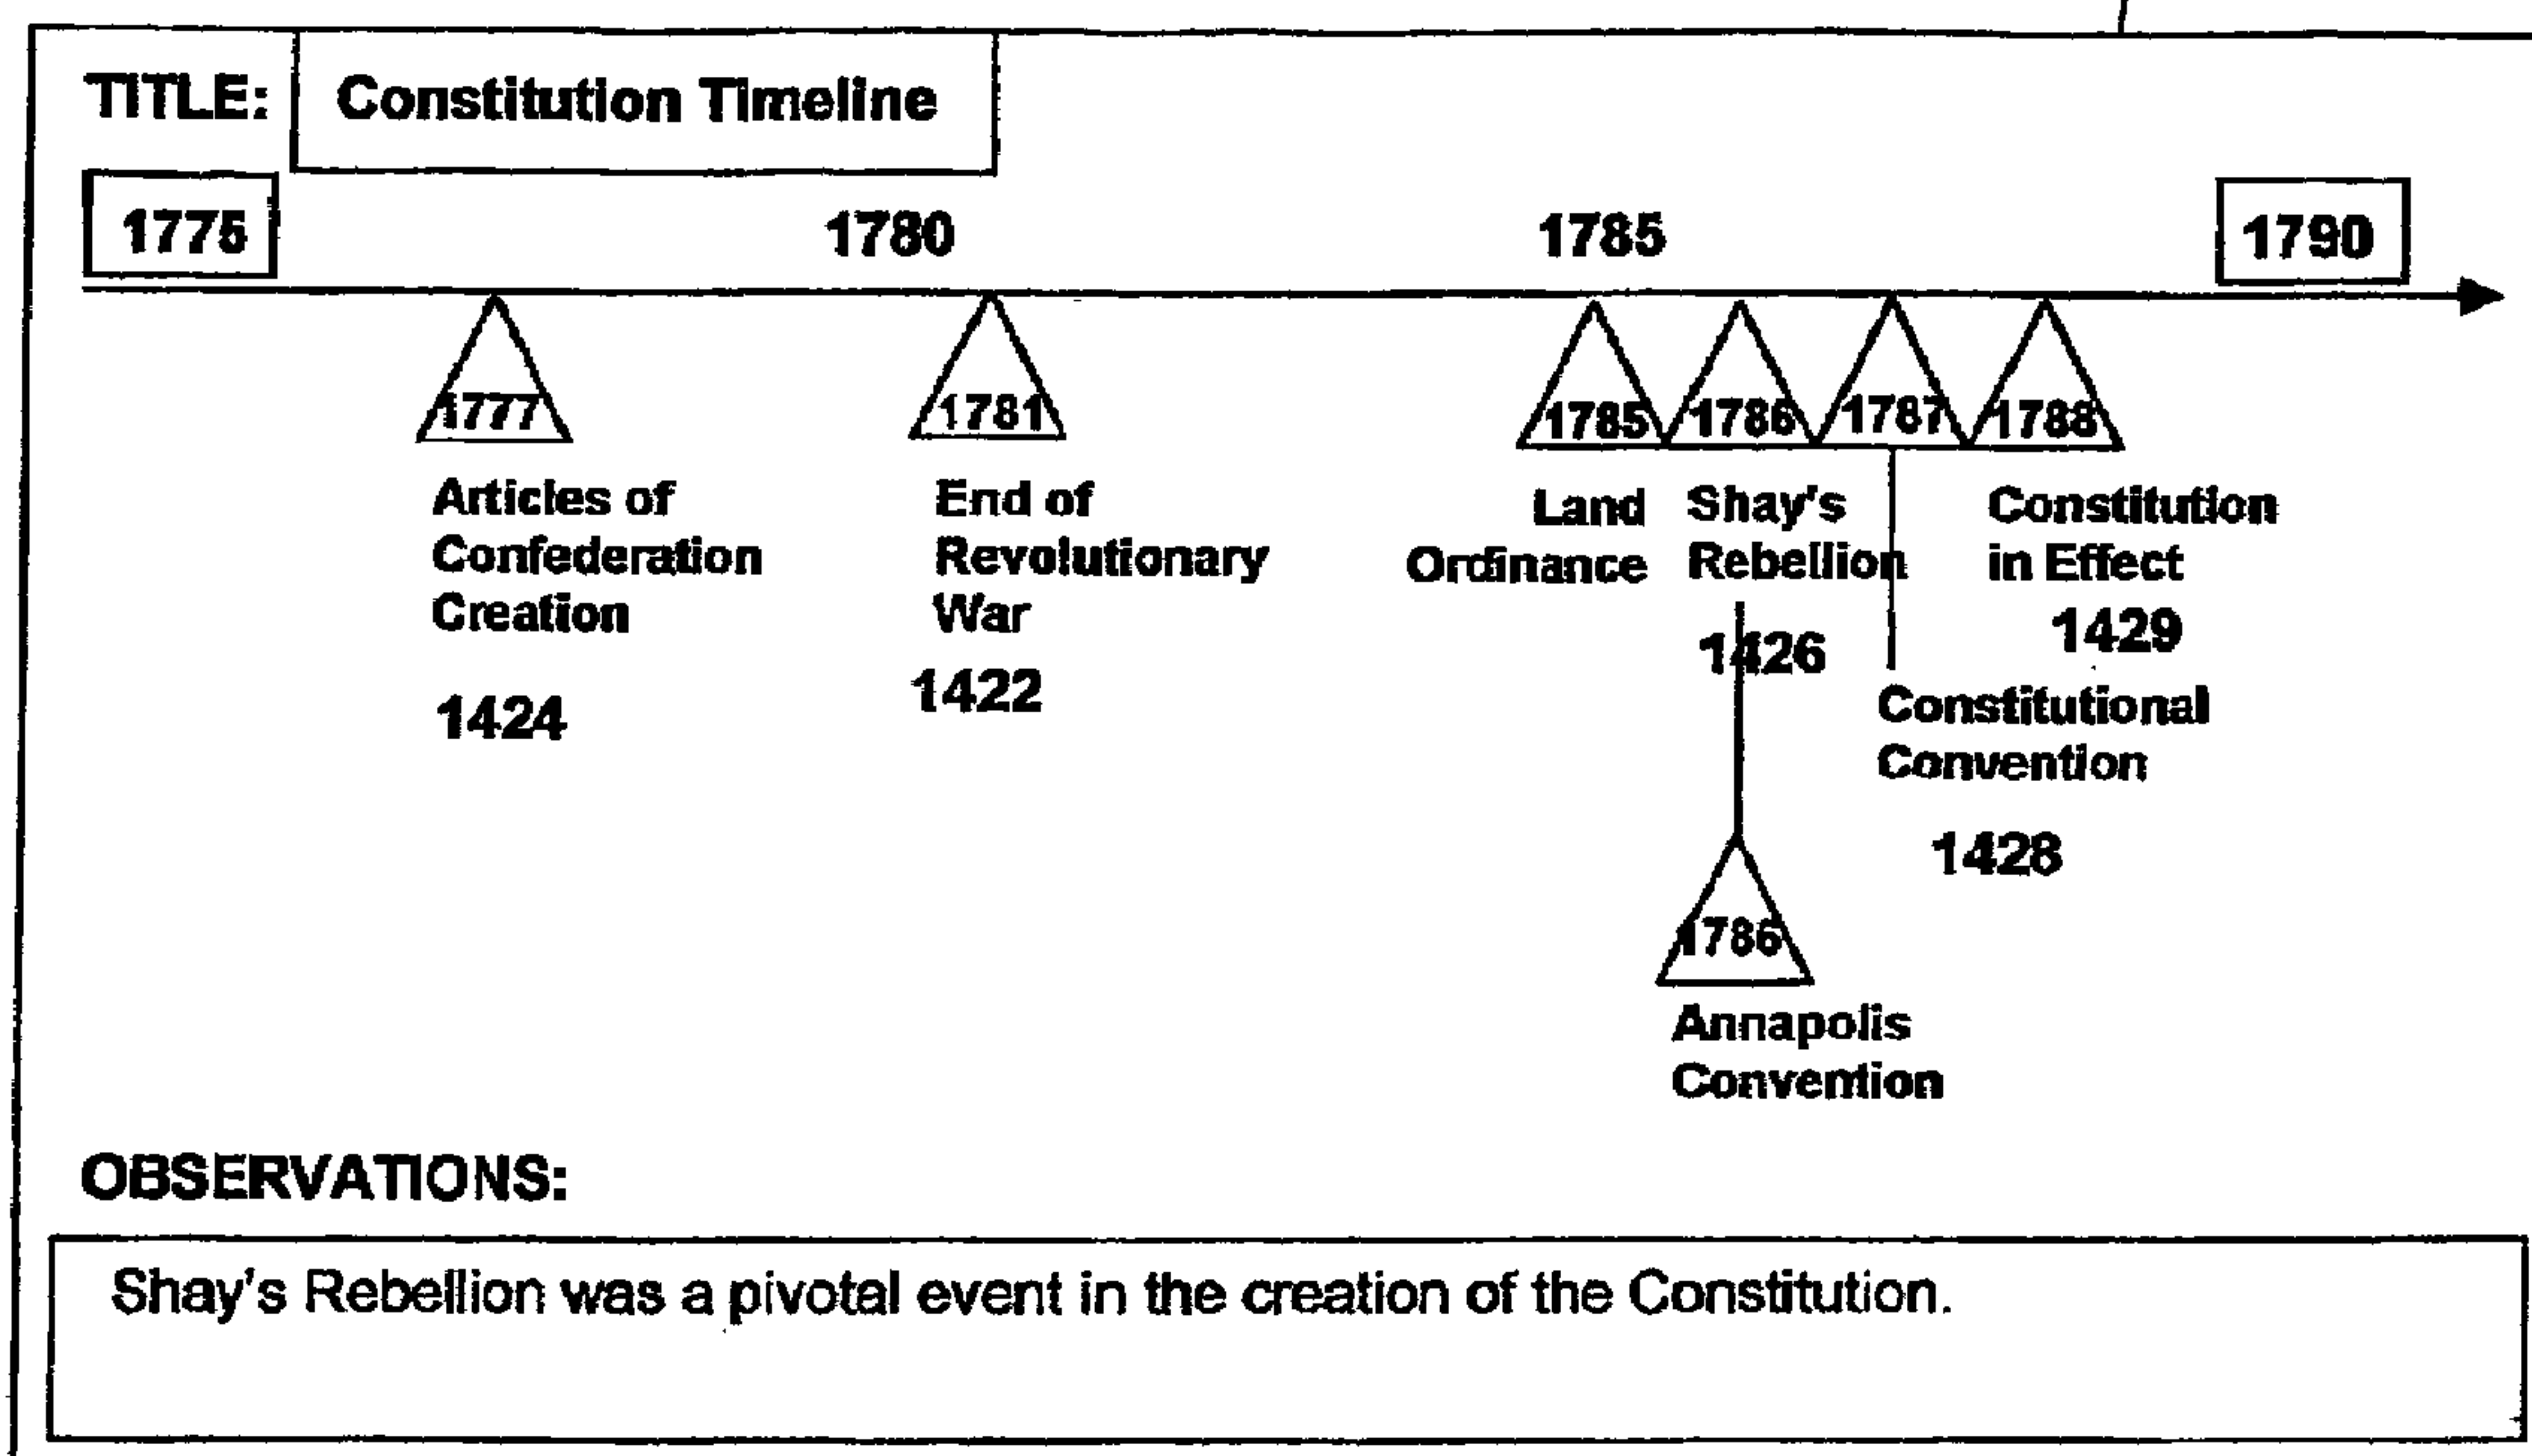 TITLE: Constitution Timeline
1775 1780 1785 1790
1777 1781 1785 1786 1787 1788
Articles of
Confederation
Creation
1424
End of
Revolutionary
War
1422
Land
Ordinance
Shay's
Rebellion
1426
Constitution
in Effect
1429
Constitutional
Convention
1428
1786
Annapolis
Convention
OBSERVATIONS:
Shay's Rebellion was a pivotal event in the creation of the Constitution.